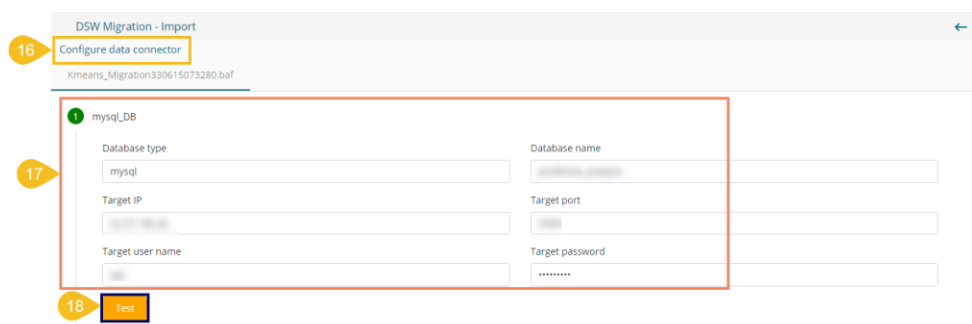 DSW Migration - Import
←
16
Configure data connector
Kmeans_Migration330615073280.baf
1 mysql_DB
Database type Database name
17
mysql
Target IP Target port
Target user name Target password
•••••••••
18 Test